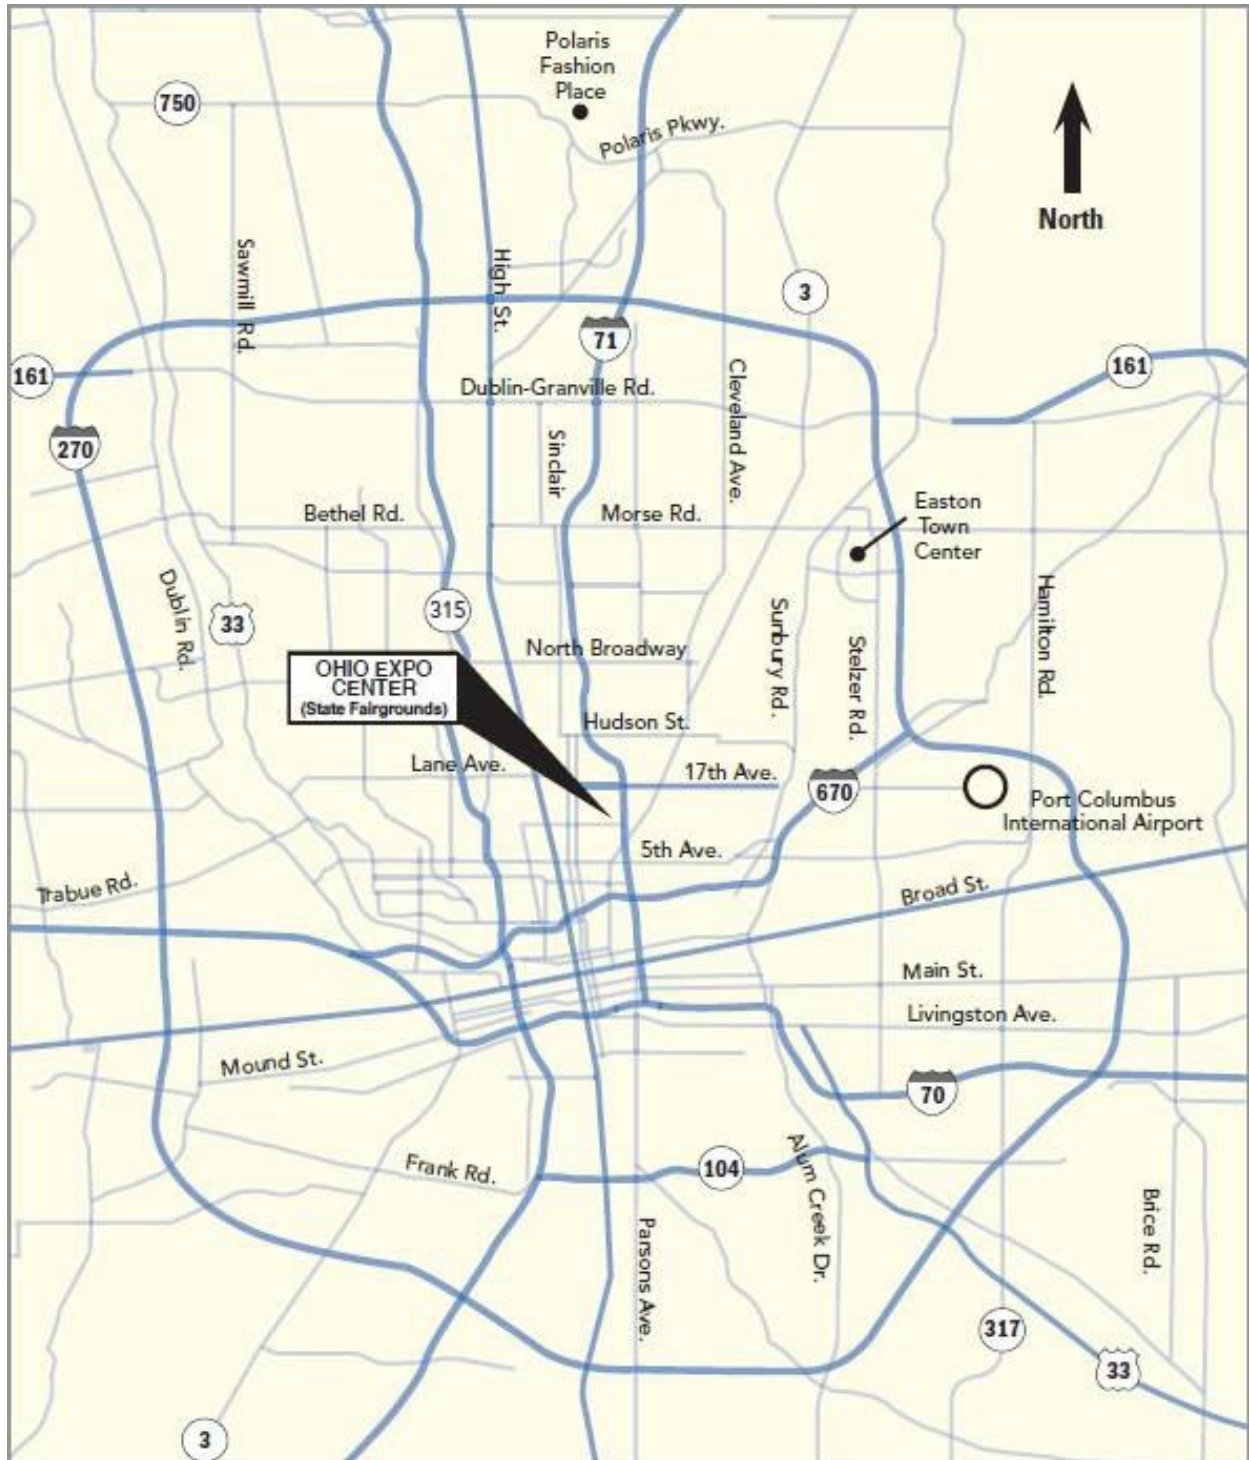 Polaris
Fashion
Place
750
Polaris Pkwy.
North
Sawmill Rd.
High St.
3
71
161
Cleveland Ave.
161
Dublin-Granville Rd.
270
Sinclair
Bethel Rd.
Morse Rd.
Easton
Town
Center
Dublin Rd.
33
315
Sunbury Rd.
Stelzer Rd.
Hamilton Rd.
North Broadway
OHIO EXPO
CENTER
(State Fairgrounds)
Hudson St.
Lane Ave.
17th Ave.
670
Port Columbus
International Airport
5th Ave.
Trabue Rd.
Broad St.
Main St.
Livingston Ave.
Mound St.
70
Frank Rd.
104
Alum Creek Dr.
Parsons Ave.
Brice Rd.
317
33
3